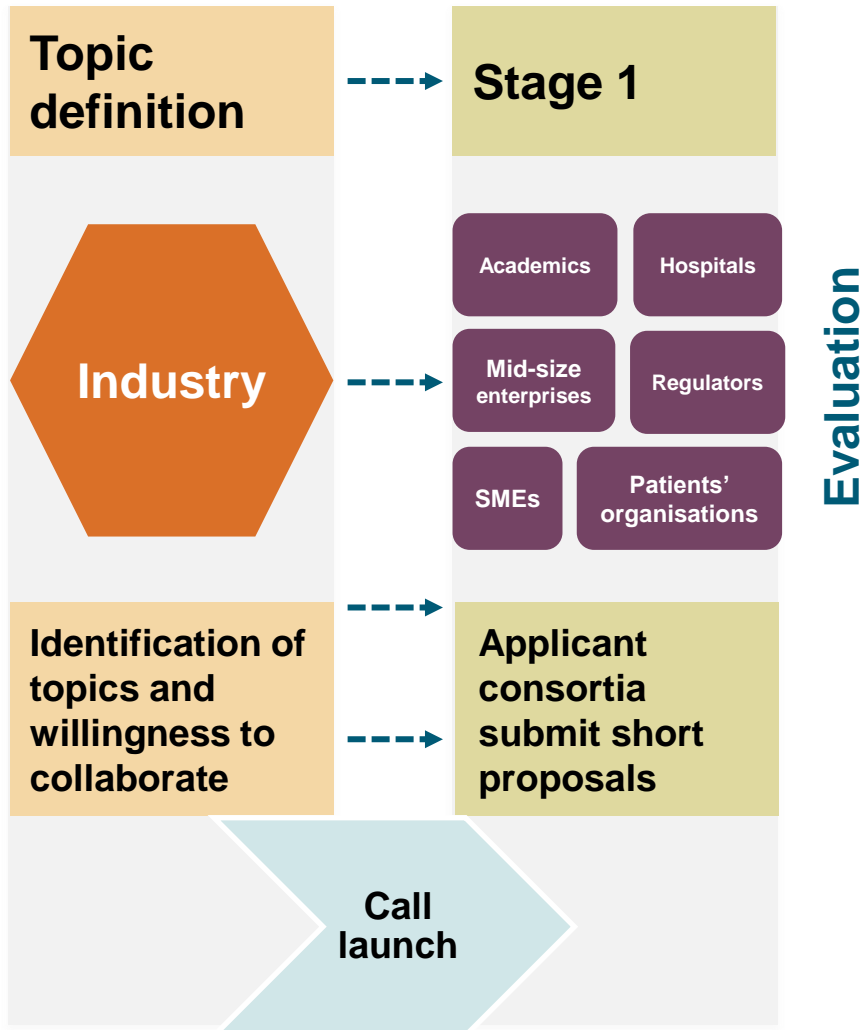 Topic
definition
Stage 1
Industry
Academics
Hospitals
Mid-size
enterprises
Regulators
SMEs
Patients’
organisations
Evaluation
Identification of
topics and
willingness to
collaborate
Applicant
consortia
submit short
proposals
Call
launch